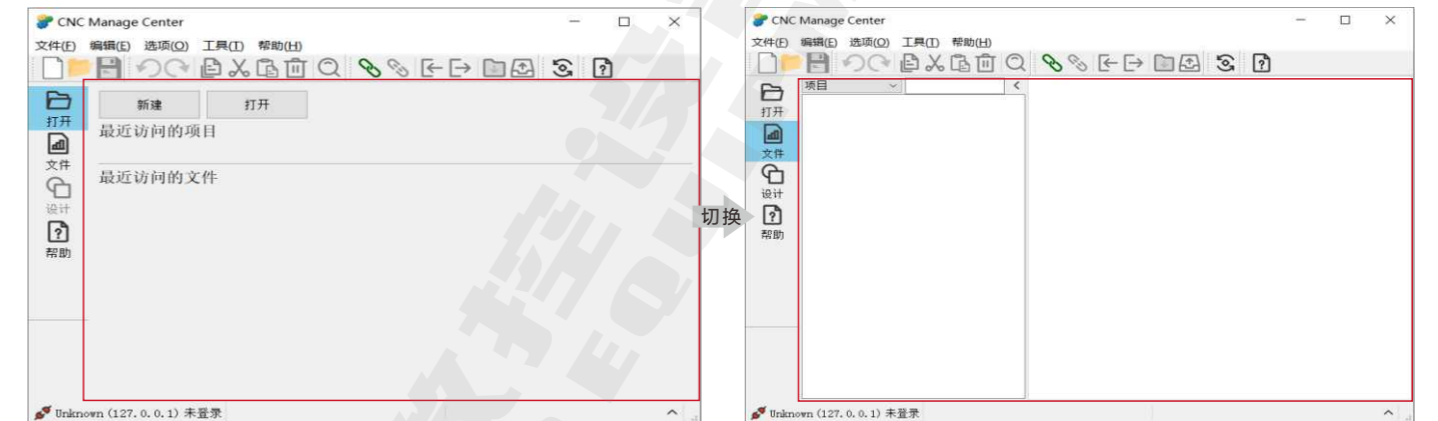 CNC Manage Center
文件(F) 编辑(E) 选项(O) 工具(T) 帮助(H)
打开
文件
设计
帮助
新建 打开
最近访问的项目
最近访问的文件
Unknown (127.0.0.1) 未登录
切换
CNC Manage Center
文件(F) 编辑(E) 选项(O) 工具(T) 帮助(H)
项目
打开
文件
设计
帮助
Unknown (127.0.0.1) 未登录